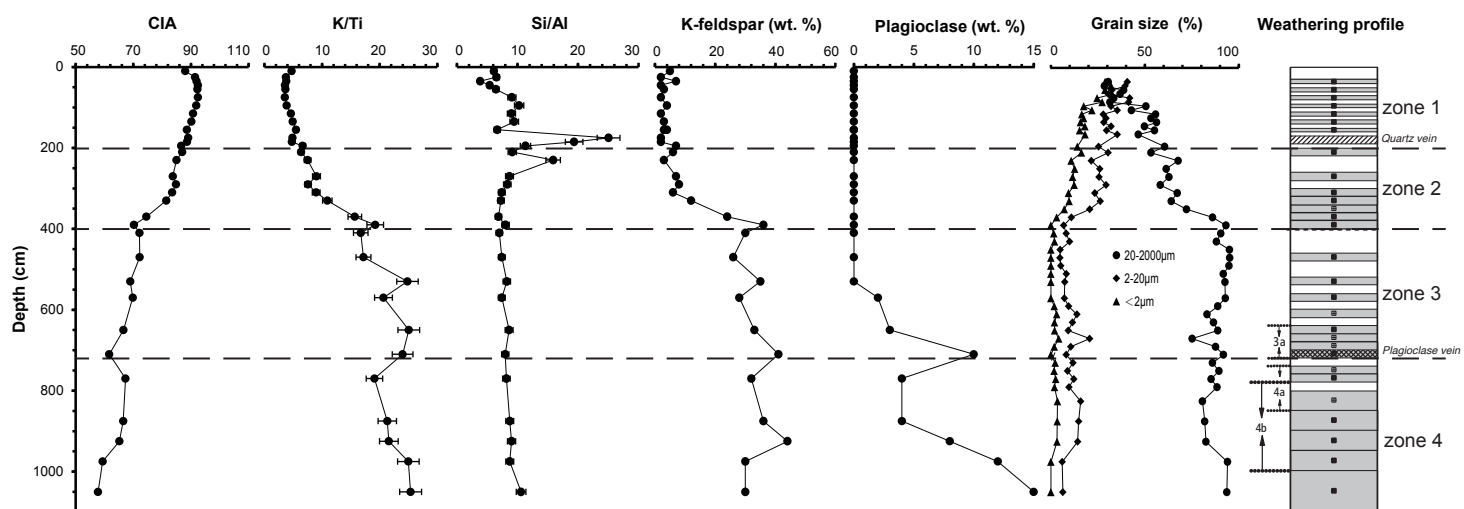 CIA K/Ti Si/Al K-feldspar (wt. %) Plagioclase (wt. %) Grain size (%) Weathering profile
50 70 90 110 0 10 20 30 0 10 20 30 0 20 40 60 0 5 10 15 0 50 100
Depth (cm)
0
200
400
600
800
1000
zone 1
Quartz vein
zone 2
20-2000µm
2-20µm
<2µm
zone 3
3a
Plagioclase vein
4a
4b
zone 4